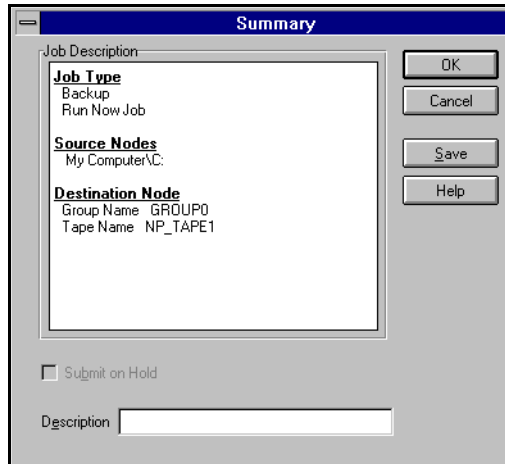 Summary
Job Description
Job Type
Backup
Run Now Job
Source Nodes
My Computer\C:
Destination Node
Group Name GROUP0
Tape Name NP_TAPE1
OK
Cancel
Save
Help
Submit on Hold
Description